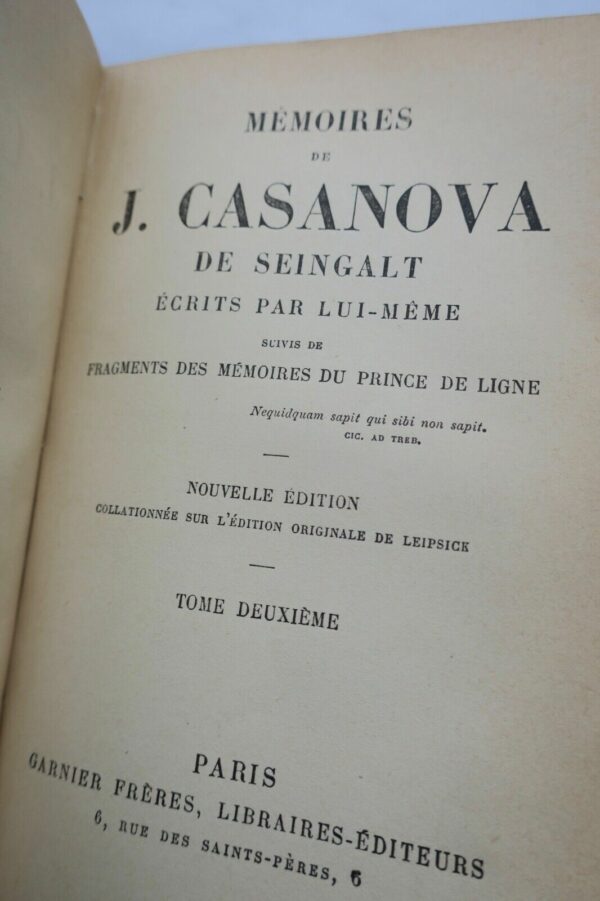 MÉMOIRES
DE
J. CASANOVA
DE SEINGALT
ÉCRITS PAR LUI-MÊME
SUIVIS DE
FRAGMENTS DES MÉMOIRES DU PRINCE DE LIGNE
Nequidquam sapit qui sibi non sapit.
CIC. AD TREB.
NOUVELLE ÉDITION
COLLATIONNÉE SUR L'ÉDITION ORIGINALE DE LEIPSICK
TOME DEUXIÈME
PARIS
GARNIER FRÈRES, LIBRAIRES-ÉDITEURS
6, RUE DES SAINTS-PÈRES, 6